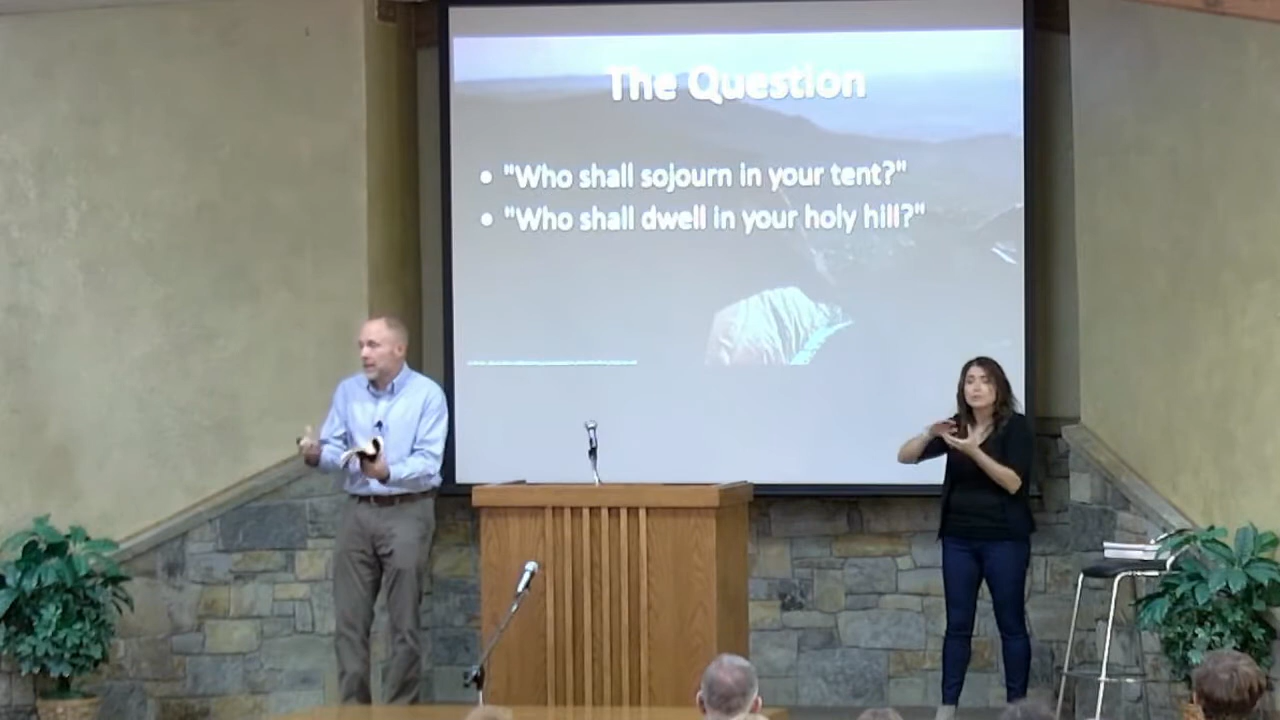 The Question
• "Who shall sojourn in your tent?"
• "Who shall dwell in your holy hill?"